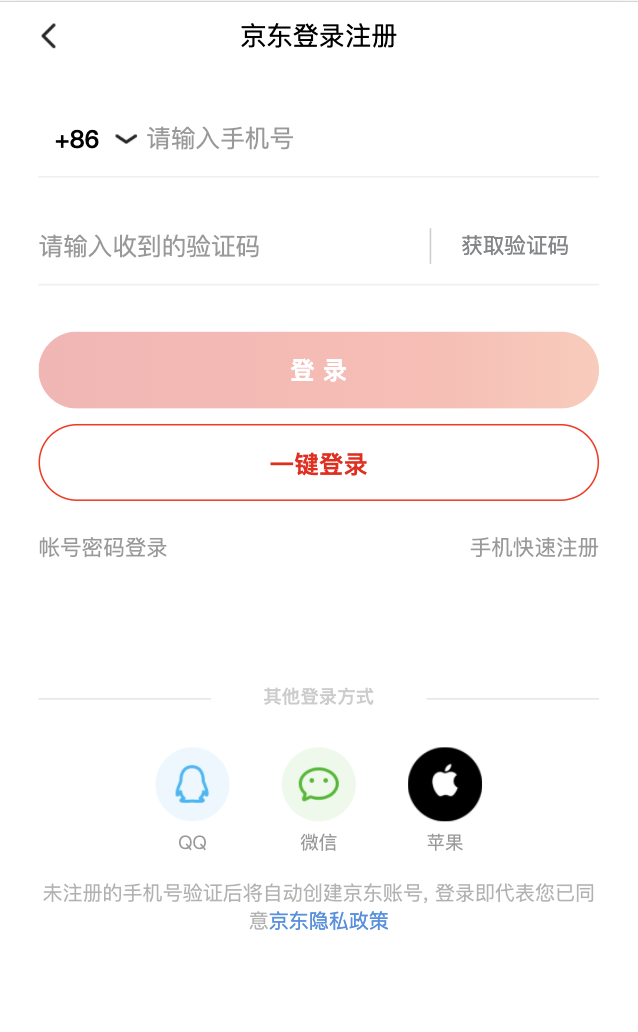 京东登录注册
+86 请输入手机号
请输入收到的验证码 获取验证码
登 录
一键登录
帐号密码登录 手机快速注册
其他登录方式
QQ 微信 苹果
未注册的手机号验证后将自动创建京东账号, 登录即代表您已同
意京东隐私政策